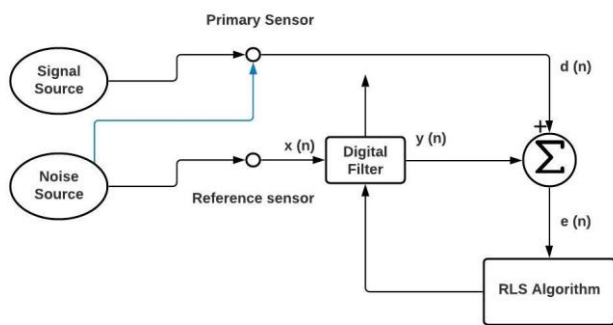 Primary Sensor
Signal
Source
d (n)
+
Σ
x (n)
Digital
Filter
y (n)
Noise
Source
Reference sensor
e (n)
RLS Algorithm